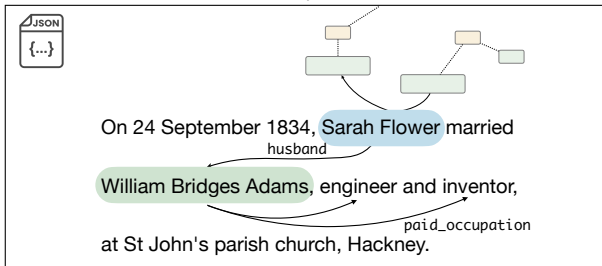 JSON
{...}
On 24 September 1834, Sarah Flower married
husband
William Bridges Adams, engineer and inventor,
paid_occupation
at St John's parish church, Hackney.